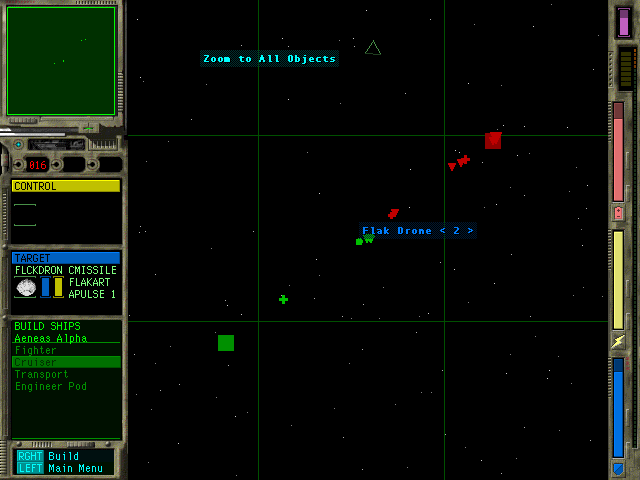 Zoom to All Objects
016
CONTROL
Flak Drone < 2 >
TARGET
FLCKDRON CMISSILE
FLAKART
APULSE 1
BUILD SHIPS
Aeneas Alpha
Fighter
Cruiser
Transport
Engineer Pod
RGHT Build
LEFT Main Menu